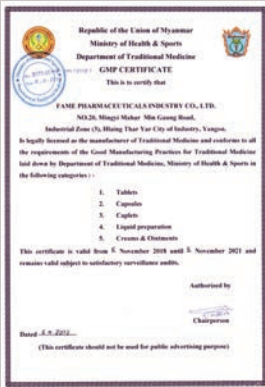 Republic of the Union of Myanmar
Ministry of Health & Sports
Department of Traditional Medicine
GMP CERTIFICATE
This is to certify that
FAME PHARMACEUTICALS INDUSTRY CO., LTD.
NO.20, Mingyi Mahar Min Gaung Road,
Industrial Zone (3), Hlaing Thar Yar City of Industry, Yangon.
Is legally licensed as the manufacturer of Traditional Medicine and conforms to all
the requirements of the Good Manufacturing Practices for Traditional Medicine
laid down by Department of Traditional Medicine, Ministry of Health & Sports in
the following categories : -
1. Tablets
2. Capsules
3. Caplets
4. Liquid preparation
5. Creams & Ointments
This certificate is valid from November 2018 until November 2021 and
remains valid subject to satisfactory surveillance audits.
Authorized by
Chairperson
Dated
(This certificate should not be used for public advertising purpose)